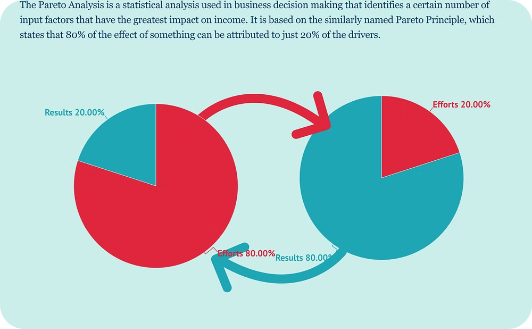 The Pareto Analysis is a statistical analysis used in business decision making that identifies a certain number of
input factors that have the greatest impact on income. It is based on the similarly named Pareto Principle, which
states that 80% of the effect of something can be attributed to just 20% of the drivers.
Results 20.00%
Efforts 20.00%
Efforts 80.00%
Results 80.00%